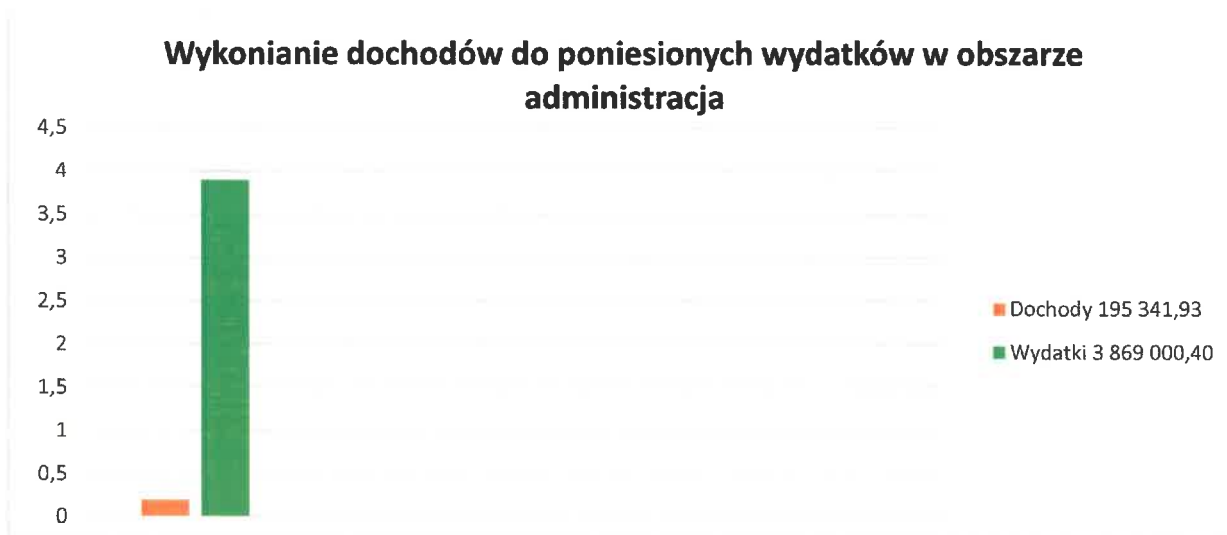 Wykonianie dochodów do poniesionych wydatków w obszarze
administracja
4,5
4
3,5
3
2,5
2
1,5
1
0,5
0
Dochody 195 341,93
Wydatki 3 869 000,40